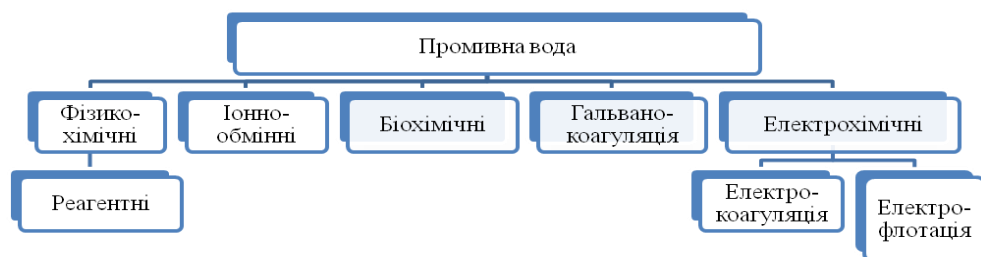 Промивна вода
Фізико-
хімічні
Іонно-
обмінні
Біохімічні
Гальвано-
коагуляція
Електрохімічні
Реагентні
Електро-
коагуляція
Електро-
флотація